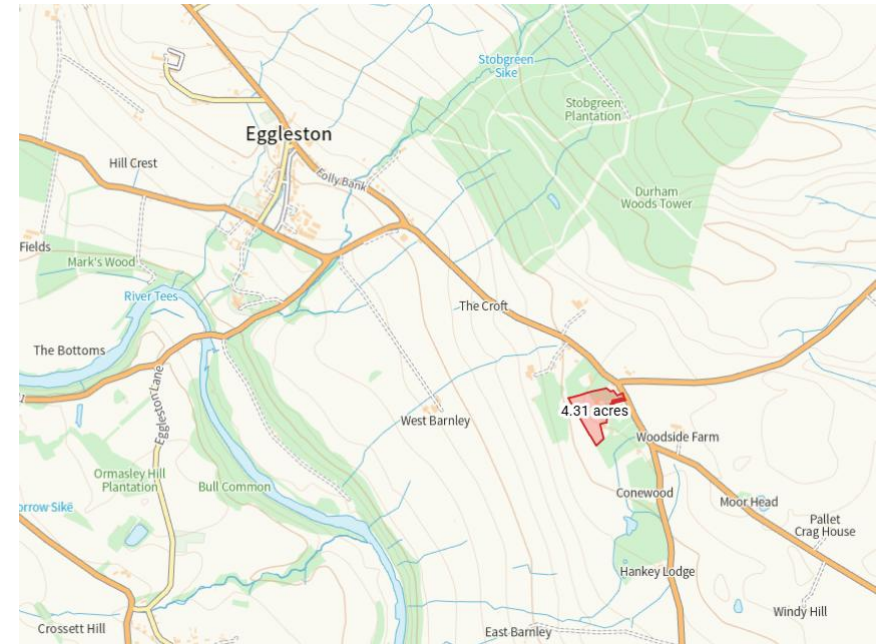 Stobgreen
Sike
Eggleston
Stobgreen
Plantation
Hill Crest
Folly Bank
Durham
Woods Tower
Fields
Mark's Wood
River Tees
The Croft
The Bottoms
Eggleston Lane
4.31 acres
West Barnley
Woodside Farm
Ormasley Hill
Plantation
Bull Common
Conewood
Moor Head
orrow Sike
Pallet
Crag House
Hankey Lodge
Windy Hill
Crossett Hill
East Barnley